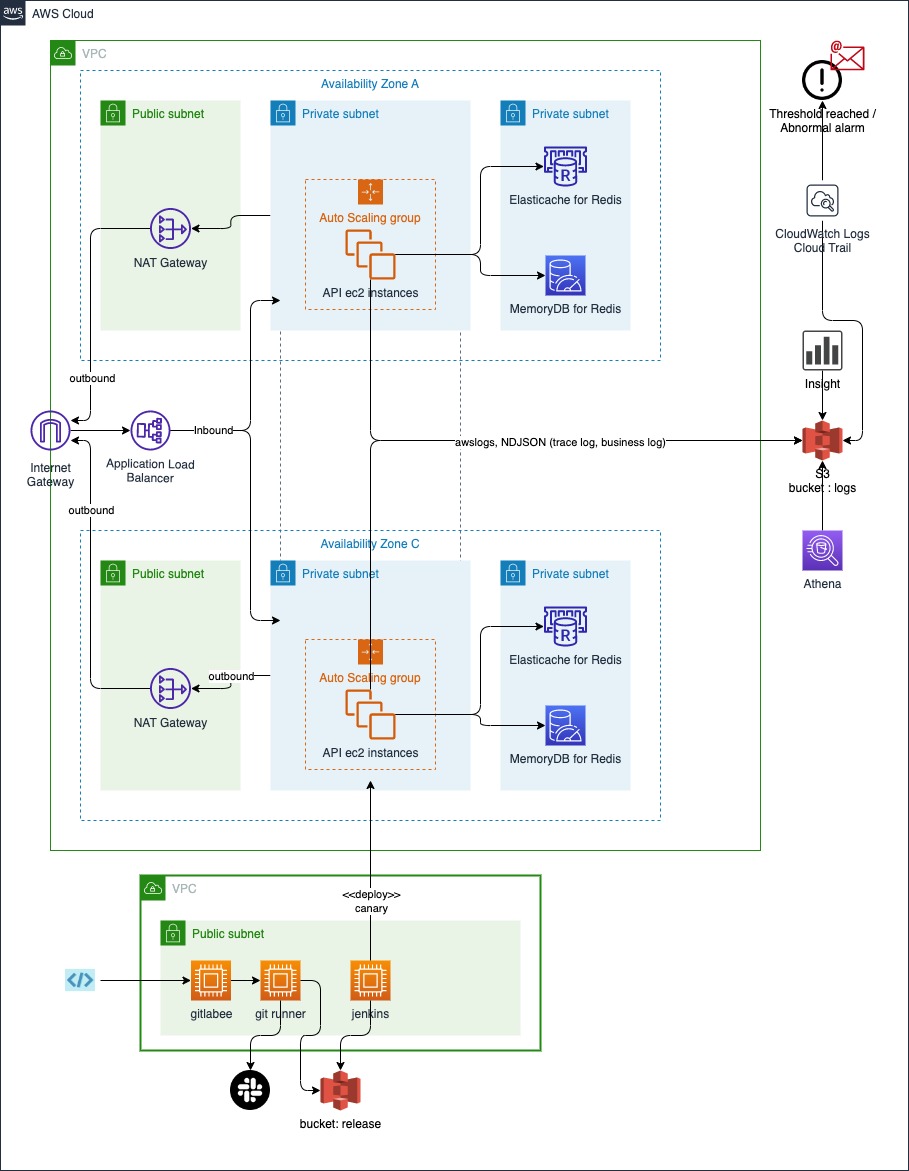 aws
AWS Cloud
VPC
Availability Zone A
Public subnet
Private subnet
Private subnet
@
Threshold reached /
Abnormal alarm
Auto Scaling group
API ec2 instances
R
Elasticache for Redis
MemoryDB for Redis
NAT Gateway
CloudWatch Logs
Cloud Trail
outbound
Insight
Internet
Gateway
Application Load
Balancer
Inbound
awslogs, NDJSON (trace log, business log)
S3
bucket : logs
outbound
Availability Zone C
Public subnet
Private subnet
Private subnet
Athena
R
Elasticache for Redis
outbound
Auto Scaling group
NAT Gateway
API ec2 instances
MemoryDB for Redis
VPC
<<deploy>>
canary
Public subnet
</>
gitlabee
git runner
jenkins
bucket: release